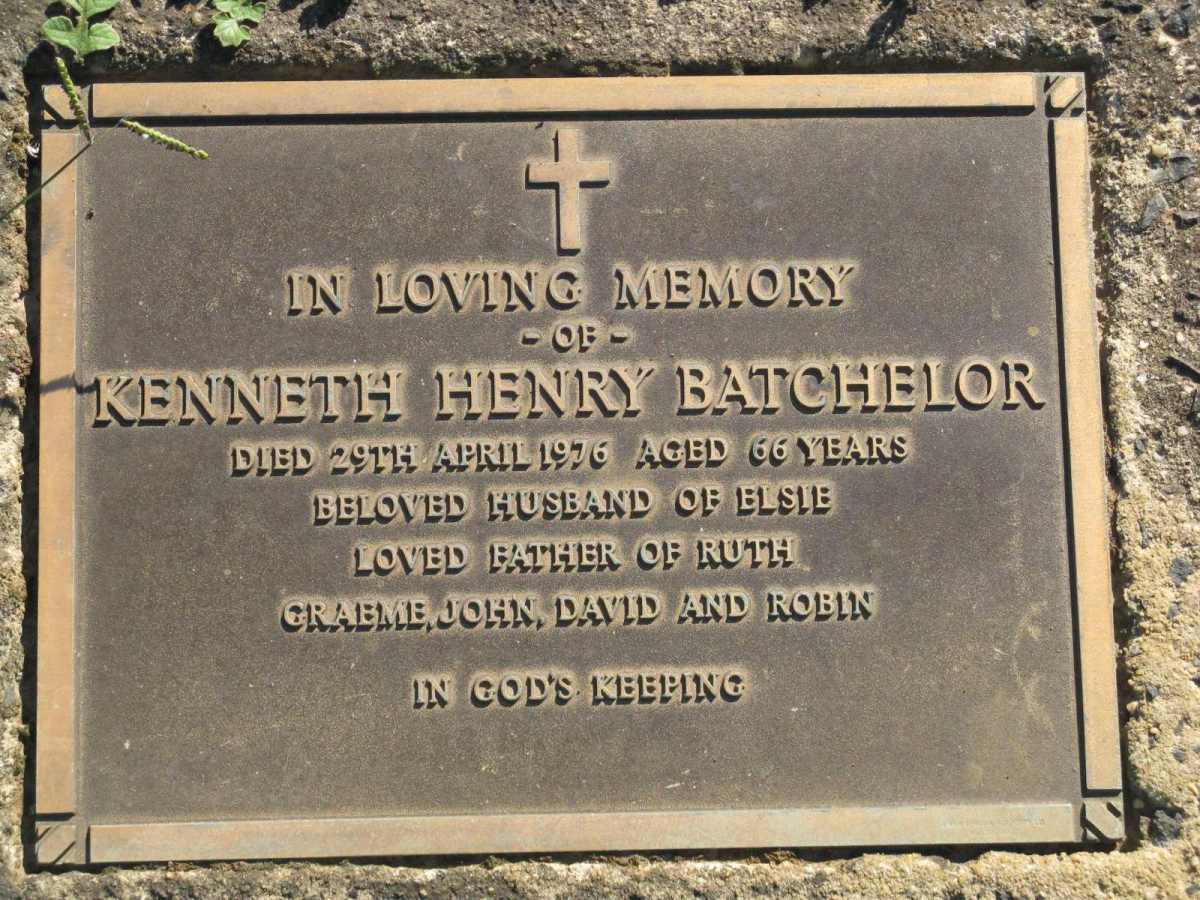 IN LOVING MEMORY
- OF -
KENNETH HENRY BATCHELOR
DIED 29TH APRIL 1976 AGED 66 YEARS
BELOVED HUSBAND OF ELSIE
LOVED FATHER OF RUTH
GRAEME, JOHN, DAVID AND ROBIN
IN GOD'S KEEPING